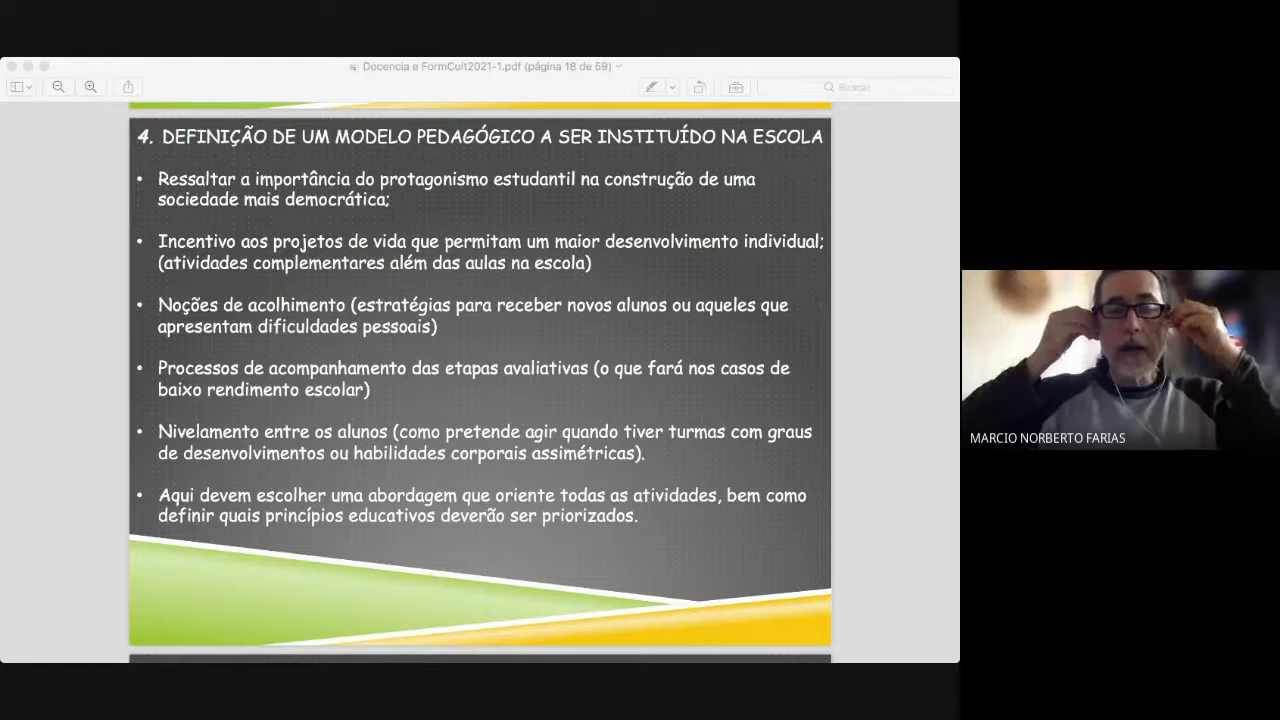 Docencia e FormCult2021-1.pdf (página 18 de 59)
Buscar
4. DEFINIÇÃO DE UM MODELO PEDAGÓGICO A SER INSTITUÍDO NA ESCOLA
• Ressaltar a importância do protagonismo estudantil na construção de uma
sociedade mais democrática;
• Incentivo aos projetos de vida que permitam um maior desenvolvimento individual;
(atividades complementares além das aulas na escola)
• Noções de acolhimento (estratégias para receber novos alunos ou aqueles que
apresentam dificuldades pessoais)
• Processos de acompanhamento das etapas avaliativas (o que fará nos casos de
baixo rendimento escolar)
• Nivelamento entre os alunos (como pretende agir quando tiver turmas com graus
de desenvolvimentos ou habilidades corporais assimétricas).
• Aqui devem escolher uma abordagem que oriente todas as atividades, bem como
definir quais princípios educativos deverão ser priorizados.
MARCIO NORBERTO FARIAS